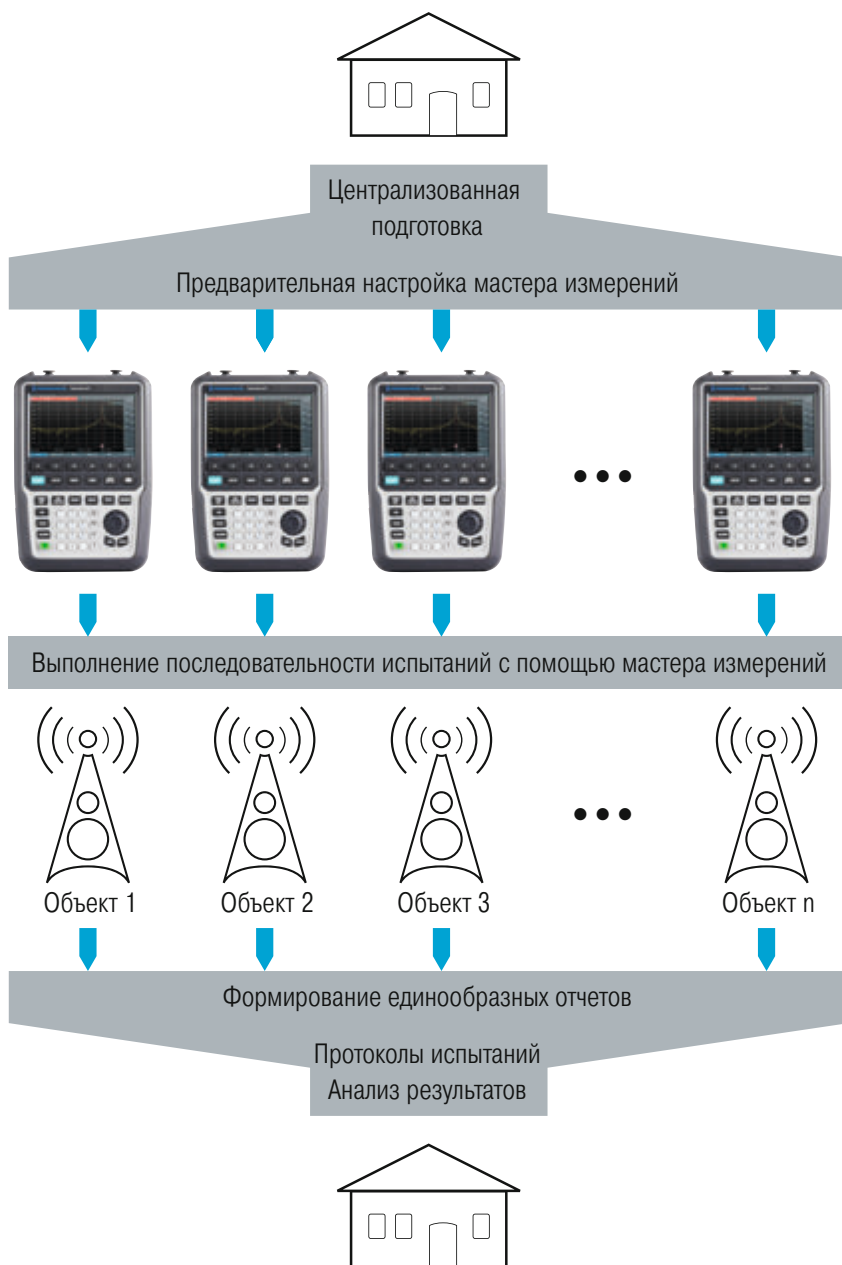 Централизованная
подготовка
Предварительная настройка мастера измерений
Выполнение последовательности испытаний с помощью мастера измерений
Объект 1 Объект 2 Объект 3 Объект n
Формирование единообразных отчетов
Протоколы испытаний
Анализ результатов